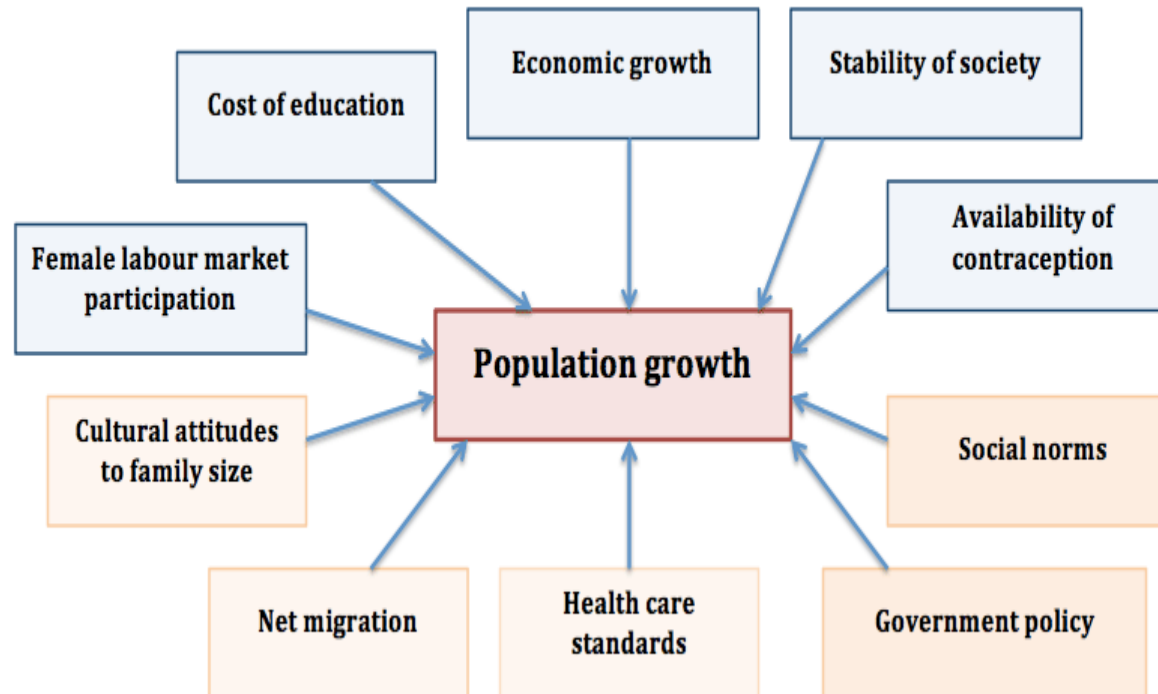 Economic growth
Stability of society
Cost of education
Availability of
contraception
Female labour market
participation
Population growth
Cultural attitudes
to family size
Social norms
Net migration
Health care
standards
Government policy